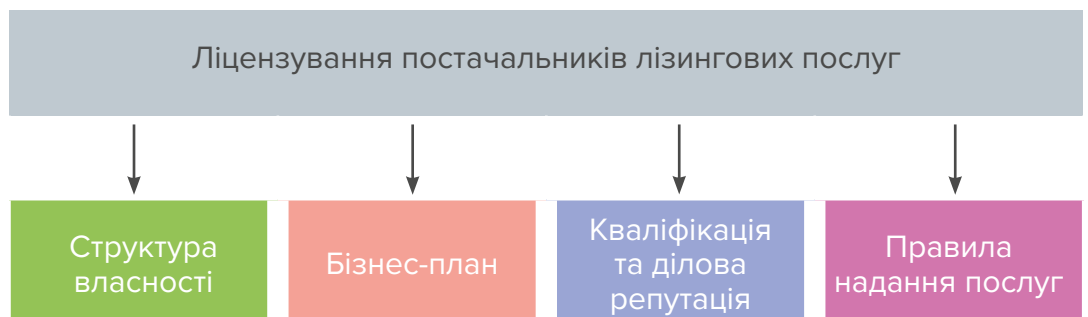 Ліцензування постачальників лізингових послуг
Структура
власності
Бізнес-план
Кваліфікація
та ділова
репутація
Правила
надання послуг